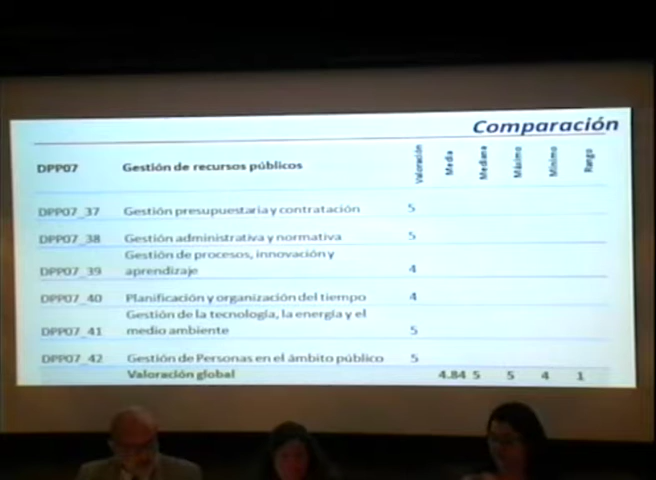 Comparación
DPP07 Gestión de recursos públicos Valoración Media Mediana Máximo Mínimo Rango
DPP07_37 Gestión presupuestaria y contratación 5
DPP07_38 Gestión administrativa y normativa 5
Gestión de procesos, innovación y
DPP07_39 aprendizaje 4
DPP07_40 Planificación y organización del tiempo 4
Gestión de la tecnología, la energía y el
DPP07_41 medio ambiente 5
DPP07_42 Gestión de Personas en el ámbito público 5
Valoración global 4.84 5 5 4 1